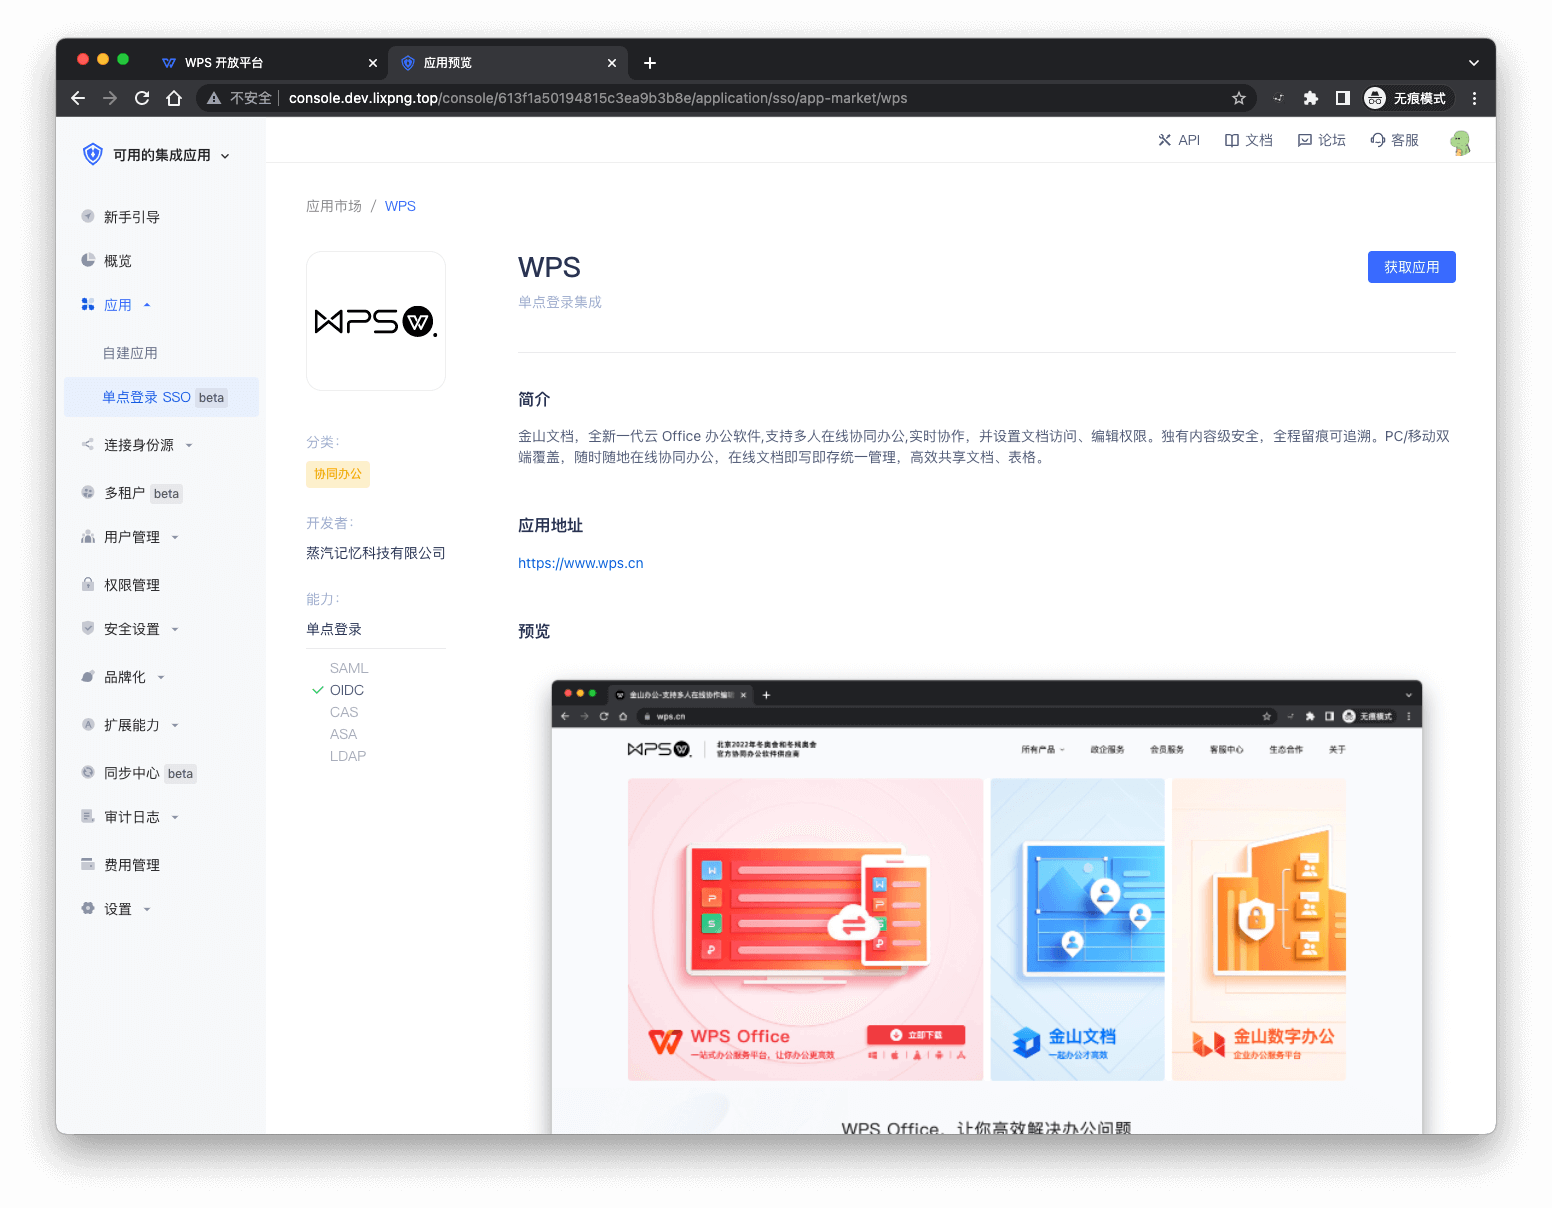 WPS 开放平台
应用预览
不安全
console.dev.lixpng.top/console/613f1a50194815c3ea9b3b8e/application/sso/app-market/wps
无痕模式
可用的集成应用
API
文档
论坛
客服
新手引导
概览
应用
自建应用
单点登录 SSO beta
连接身份源
多租户 beta
用户管理
权限管理
安全设置
品牌化
扩展能力
同步中心 beta
审计日志
费用管理
设置
应用市场 / WPS
WPS
分类：
协同办公
开发者：
蒸汽记忆科技有限公司
能力：
单点登录
SAML
OIDC
CAS
ASA
LDAP
WPS
单点登录集成
获取应用
简介
金山文档，全新一代云 Office 办公软件,支持多人在线协同办公,实时协作，并设置文档访问、编辑权限。独有内容级安全，全程留痕可追溯。PC/移动双
端覆盖，随时随地在线协同办公，在线文档即写即存统一管理，高效共享文档、表格。
应用地址
https://www.wps.cn
预览
金山办公-支持多人在线协作编辑
wps.cn
无痕模式
WPS
北京2022年冬奥会和冬残奥会
官方协同办公软件供应商
所有产品
政企服务
会员服务
客服中心
生态合作
关于
WPS Office
一站式办公服务平台，让你办公更高效
立即下载
金山文档
一起办公才高效
金山数字办公
企业办公服务平台
WPS Office，让你高效解决办公问题